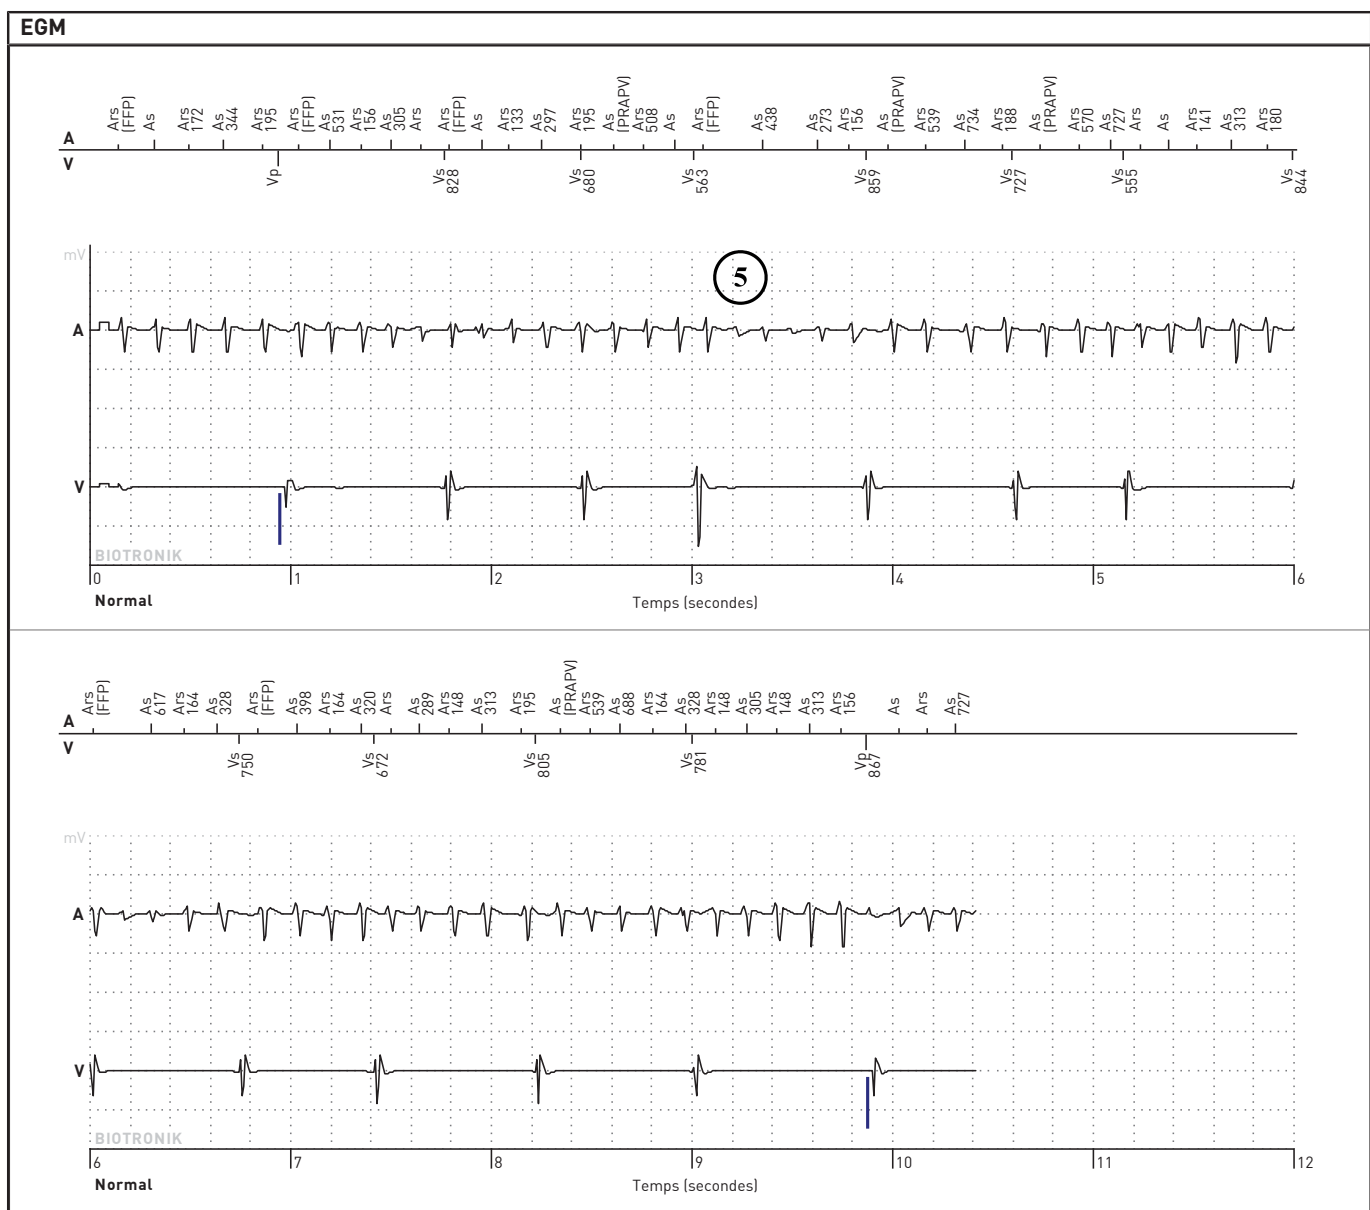 EGM
A
Ars (FFP) As Ars 172 As 344 Ars 195 Ars (FFP) As 531 Ars 156 As 305 Ars Ars (FFP) As Ars 133 As 297 Ars 195 As (PRAPV) Ars 508 As Ars (FFP) As 438 As 273 Ars 156 As (PRAPV) Ars 539 As 734 Ars 188 As (PRAPV) Ars 570 As 727 Ars As Ars 141 As 313 Ars 180
V
Vp Vs 828 Vs 680 Vs 563 Vs 859 Vs 727 Vs 555 Vs 844
mV
5
A
V
BIOTRONIK
0 1 2 3 4 5 6
Normal Temps (secondes)
Ars (FFP) As 617 Ars 164 As 328 Ars (FFP) As 398 Ars 164 As 320 Ars As 289 Ars 148 As 313 Ars 195 As (PRAPV) Ars 539 As 688 Ars 164 As 328 Ars 148 As 305 Ars 148 As 313 Ars 156 As Ars As 727
A
V
Vs 750 Vs 672 Vs 805 Vs 781 Vp 867
mV
A
V
BIOTRONIK
6 7 8 9 10 11 12
Normal Temps (secondes)